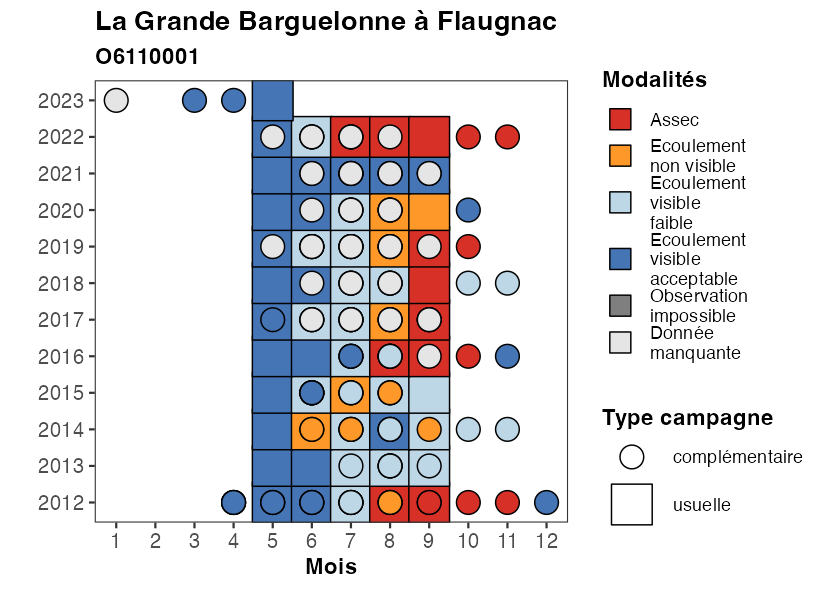 La Grande Barguelonne à Flaugnac
O6110001
2023
2022
2021
2020
2019
2018
2017
2016
2015
2014
2013
2012
1 2 3 4 5 6 7 8 9 10 11 12
Mois
Modalités
Assec
Ecoulement
non visible
Ecoulement
visible
faible
Ecoulement
visible
acceptable
Observation
impossible
Donnée
manquante
Type campagne
complémentaire
usuelle